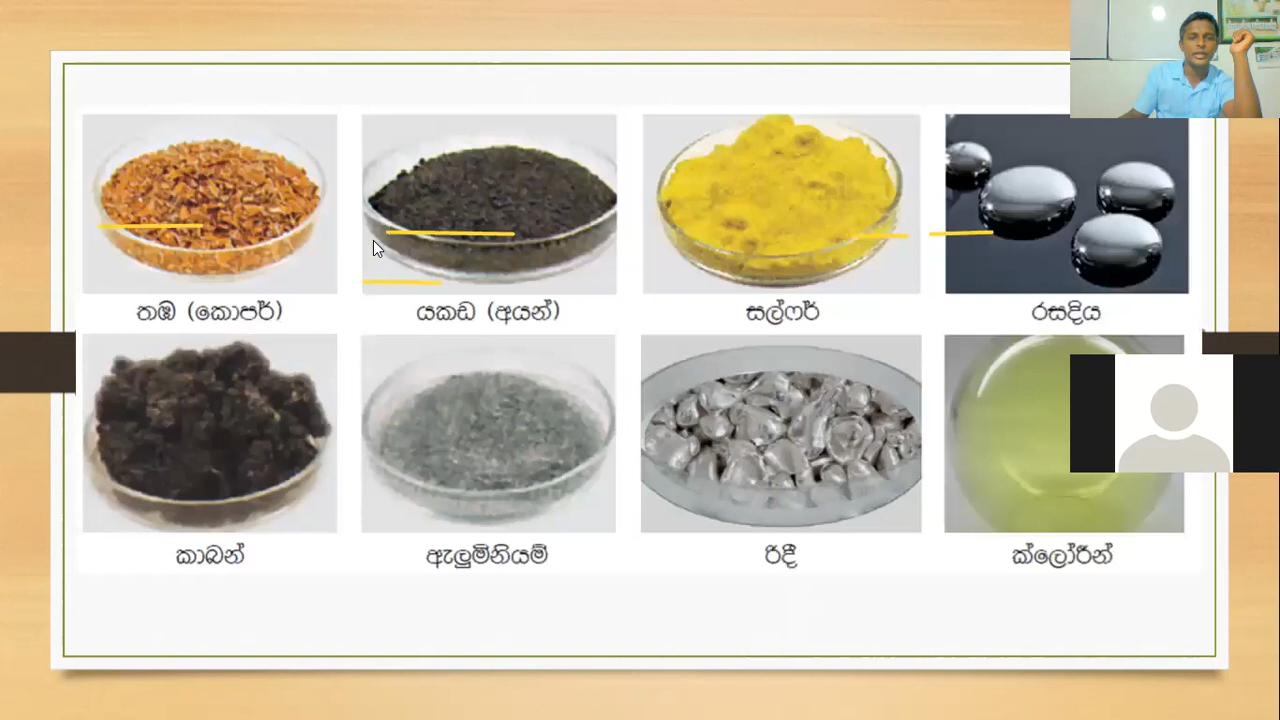 තඹ (කොපර්)
යකඩ (අයන්)
සල්ෆර්
රසදිය
කාබන්
ඇලුමිනියම්
රිදී
ක්ලෝරීන්